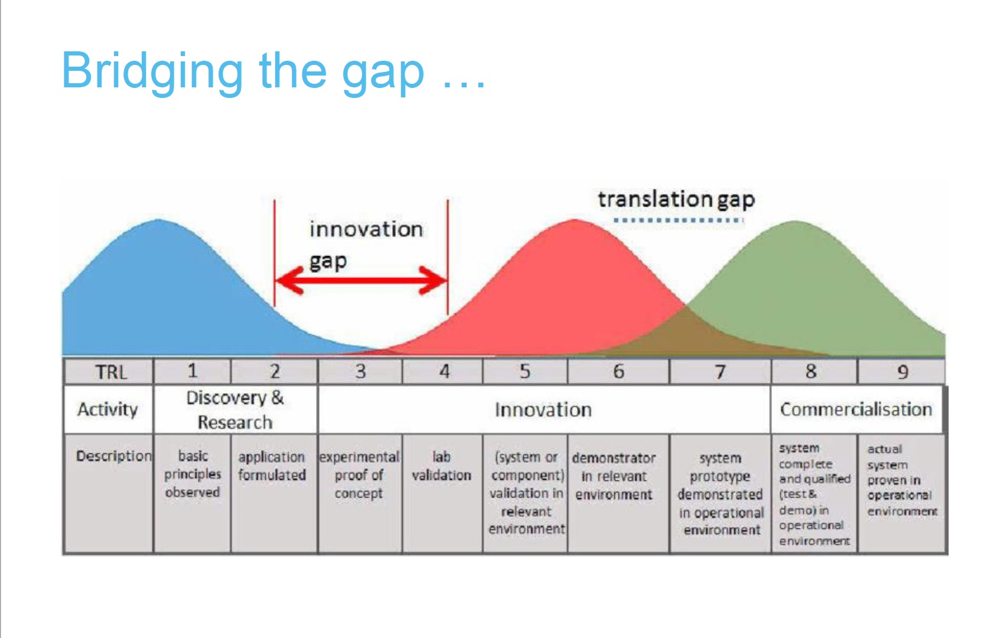 Bridging the gap ...
translation gap
innovation
gap
TRL 1 2 3 4 5 6 7 8 9
Activity
Discovery &
Research
Innovation
Commercialisation
Description
basic
principles
observed
application
formulated
experimental
proof of
concept
lab
validation
(system or
component)
validation in
relevant
environment
demonstrator
in relevant
environment
system
prototype
demonstrated
in operational
environment
system
complete
and qualified
(test &
demo) in
operational
environment
actual
system
proven in
operational
environment